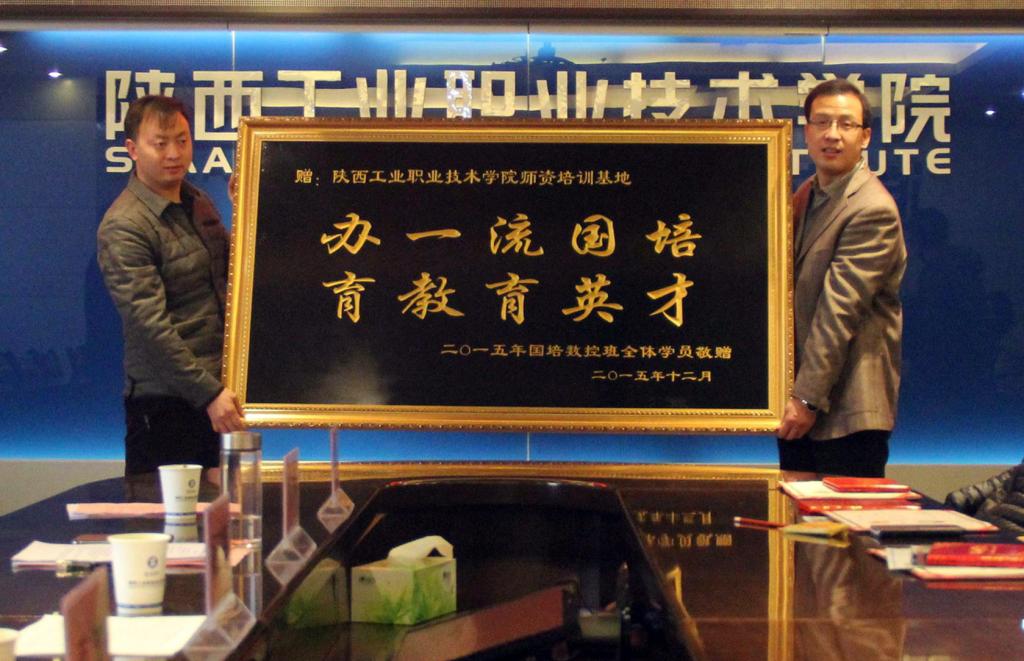 陕西工业职业技术学院
赠：陕西工业职业技术学院师资培训基地
办一流国培
育教育英才
二〇一五年国培数控班全体学员敬赠
二〇一五年十二月